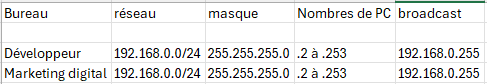 Bureau réseau masque Nombres de PC broadcast
Développeur 192.168.0.0/24 255.255.255.0 .2 à .253 192.168.0.255
Marketing digital 192.168.0.0/24 255.255.255.0 .2 à .253 192.168.0.255